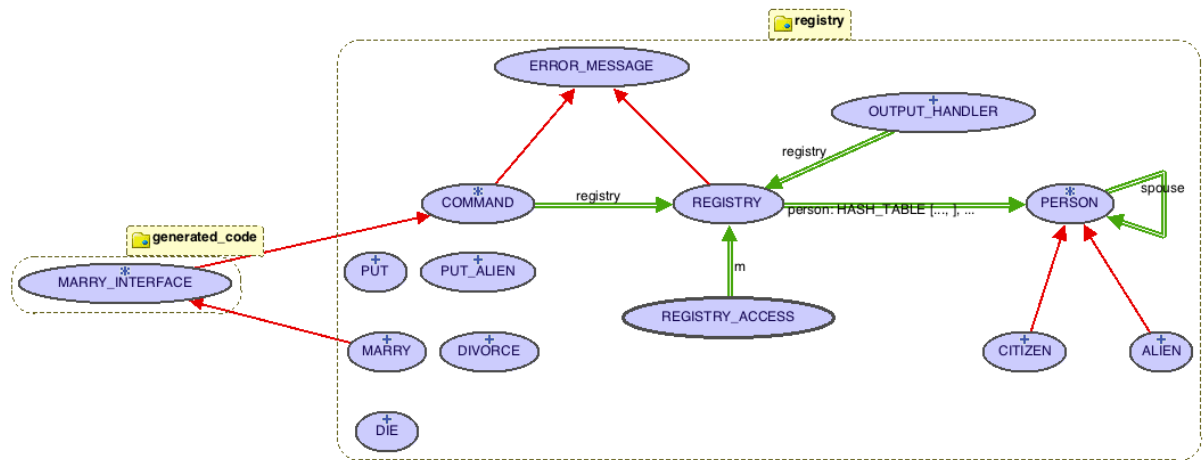 registry
ERROR_MESSAGE
+
OUTPUT_HANDLER
registry
*
COMMAND
registry
REGISTRY
person: HASH_TABLE [..., ], ...
*
PERSON
spouse
generated_code
*
MARRY_INTERFACE
+
PUT
+
PUT_ALIEN
m
REGISTRY_ACCESS
+
MARRY
+
DIVORCE
+
CITIZEN
+
ALIEN
+
DIE